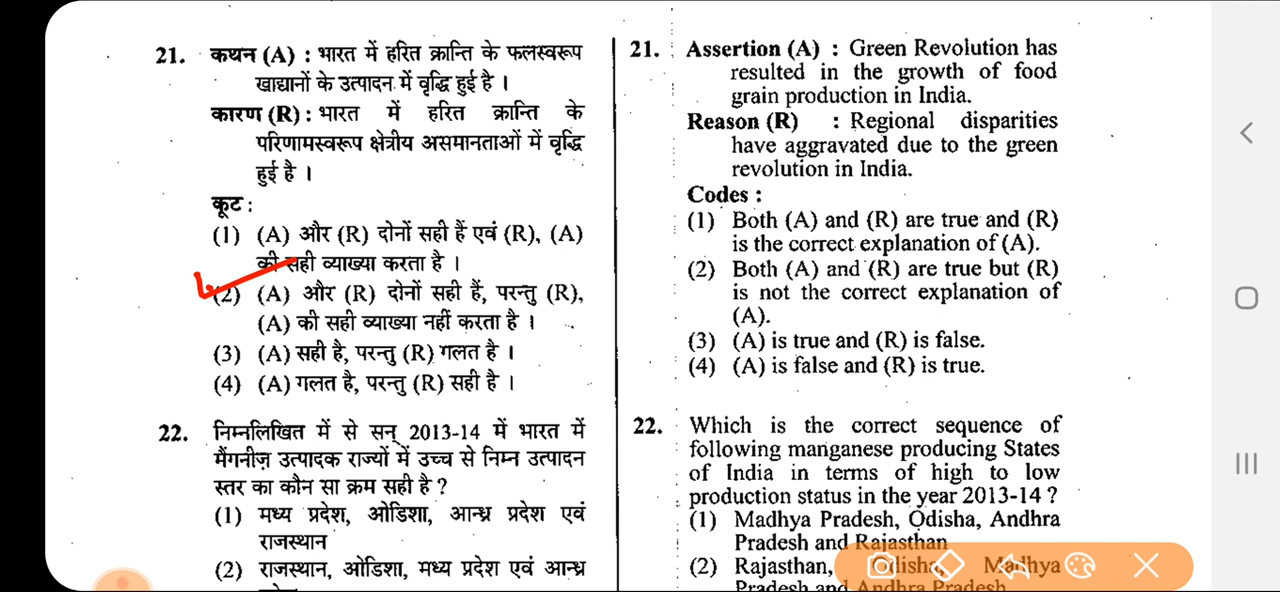 21. कथन (A) : भारत में हरित क्रान्ति के फलस्वरूप
खाद्यानों के उत्पादन में वृद्धि हुई है ।
कारण (R) : भारत में हरित क्रान्ति के
परिणामस्वरूप क्षेत्रीय असमानताओं में वृद्धि
हुई है ।
कूट :
(1) (A) और (R) दोनों सही हैं एवं (R), (A)
की सही व्याख्या करता है ।
(2) (A) और (R) दोनों सही हैं, परन्तु (R),
(A) की सही व्याख्या नहीं करता है ।
(3) (A) सही है, परन्तु (R) गलत है ।
(4) (A) गलत है, परन्तु (R) सही है ।
22. निम्नलिखित में से सन् 2013-14 में भारत में
मैंगनीज़ उत्पादक राज्यों में उच्च से निम्न उत्पादन
स्तर का कौन सा क्रम सही है ?
(1) मध्य प्रदेश, ओडिशा, आन्ध्र प्रदेश एवं
राजस्थान
(2) राजस्थान, ओडिशा, मध्य प्रदेश एवं आन्ध्र
21. Assertion (A) : Green Revolution has
resulted in the growth of food
grain production in India.
Reason (R) : Regional disparities
have aggravated due to the green
revolution in India.
Codes :
(1) Both (A) and (R) are true and (R)
is the correct explanation of (A).
(2) Both (A) and (R) are true but (R)
is not the correct explanation of
(A).
(3) (A) is true and (R) is false.
(4) (A) is false and (R) is true.
22. Which is the correct sequence of
following manganese producing States
of India in terms of high to low
production status in the year 2013-14 ?
(1) Madhya Pradesh, Odisha, Andhra
Pradesh and Rajasthan
(2) Rajasthan, Odisha, Madhya
Pradesh and Andhra Pradesh